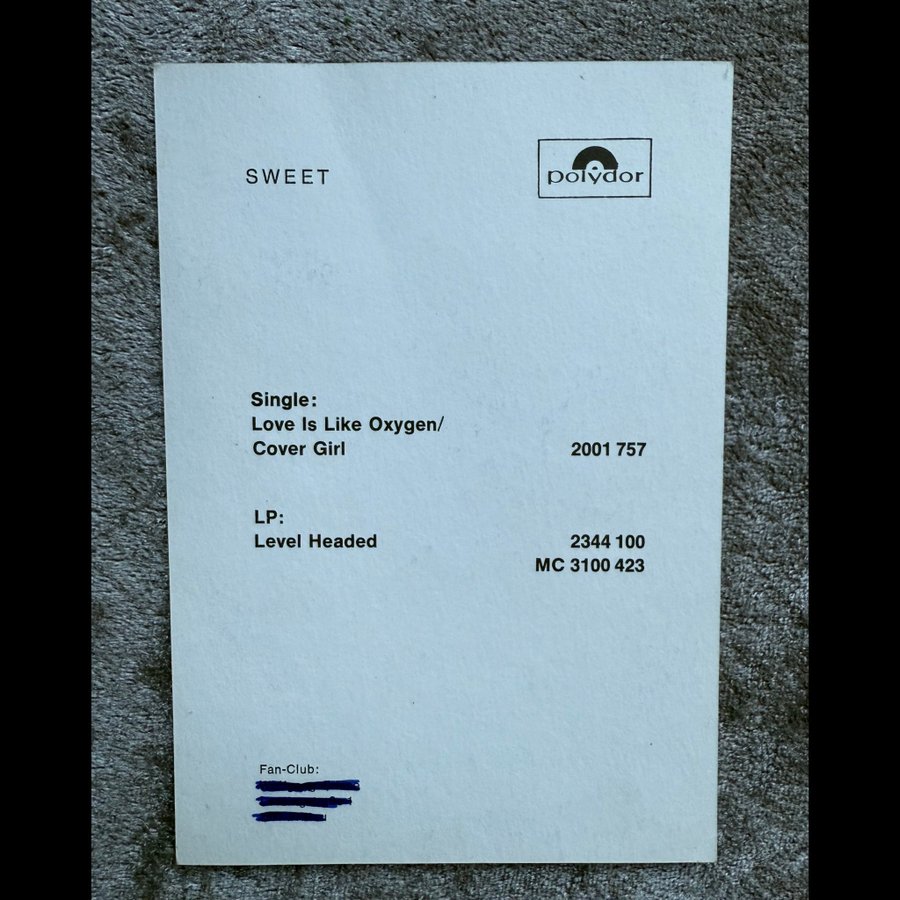 SWEET
polydor
Single:
Love Is Like Oxygen/
Cover Girl 2001 757
LP:
Level Headed 2344 100
MC 3100 423
Fan-Club: